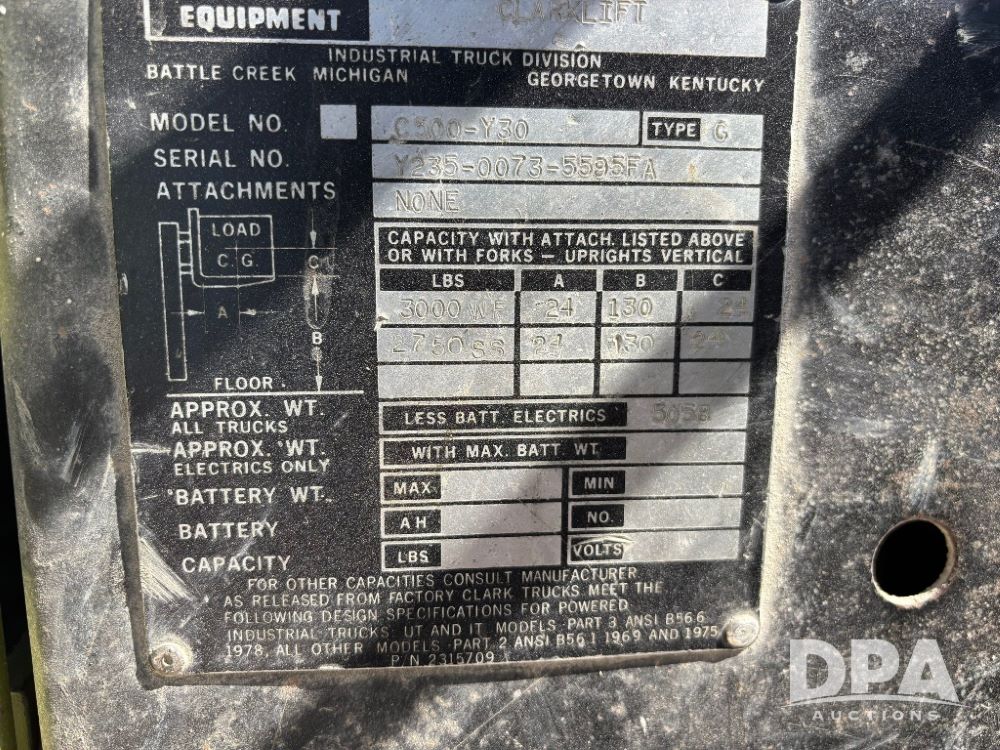 EQUIPMENT CLARKLIFT
INDUSTRIAL TRUCK DIVISION
BATTLE CREEK MICHIGAN GEORGETOWN KENTUCKY
MODEL NO. C500-Y30 TYPE G
SERIAL NO. Y235-0073-5595FA
ATTACHMENTS NONE
LOAD
C.G.
C
A
B
FLOOR
CAPACITY WITH ATTACH. LISTED ABOVE
OR WITH FORKS – UPRIGHTS VERTICAL
LBS A B C
3000 24 130 24
2750 SS 24 130
APPROX. WT. LESS BATT. ELECTRICS
ALL TRUCKS
APPROX. WT. WITH MAX. BATT. WT.
ELECTRICS ONLY
BATTERY WT. MAX MIN
BATTERY AH NO.
CAPACITY LBS VOLTS
FOR OTHER CAPACITIES CONSULT MANUFACTURER
AS RELEASED FROM FACTORY CLARK TRUCKS MEET THE
FOLLOWING DESIGN SPECIFICATIONS FOR POWERED
INDUSTRIAL TRUCKS UT AND IT MODELS-PART 3 ANSI B56.6
1978, ALL OTHER MODELS-PART 2 ANSI B56.1 1969 AND 1975
P/N 2315709
DPA
AUCTIONS